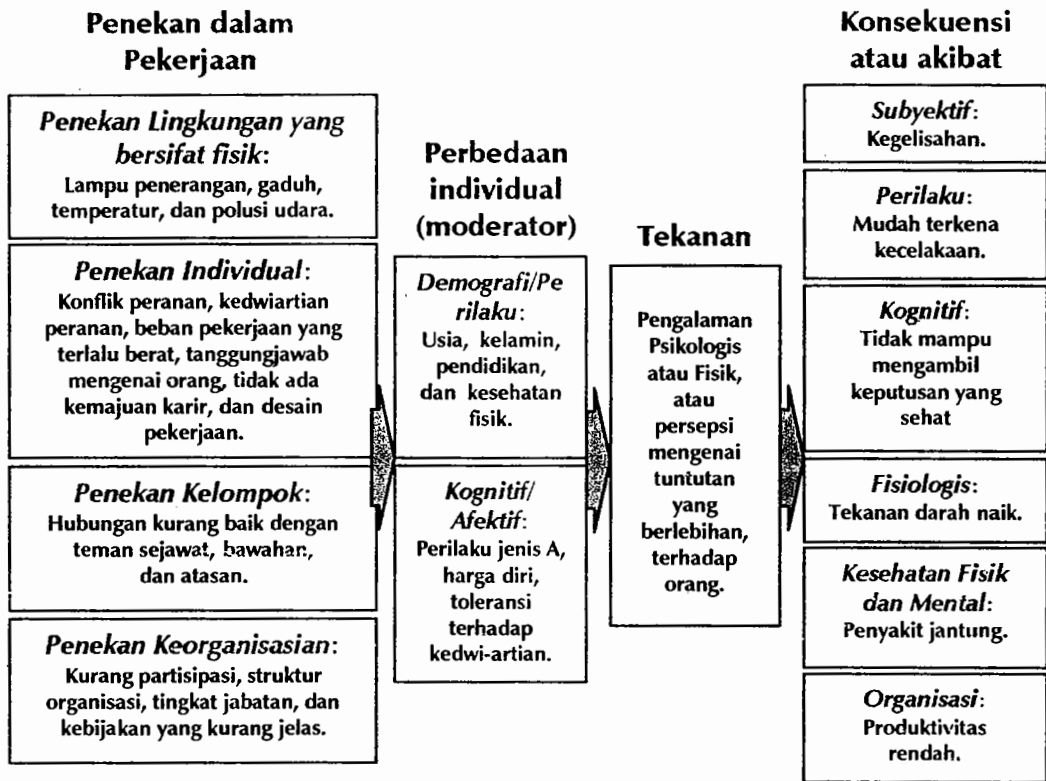 Penekan dalam
Pekerjaan
Penekan Lingkungan yang
bersifat fisik:
Lampu penerangan, gaduh,
temperatur, dan polusi udara.
Penekan Individual:
Konflik peranan, kedwiartian
peranan, beban pekerjaan yang
terlalu berat, tanggungjawab
mengenai orang, tidak ada
kemajuan karir, dan desain
pekerjaan.
Penekan Kelompok:
Hubungan kurang baik dengan
teman sejawat, bawahan,
dan atasan.
Penekan Keorganisasian:
Kurang partisipasi, struktur
organisasi, tingkat jabatan, dan
kebijakan yang kurang jelas.
Perbedaan
individual
(moderator)
Demografi/Pe
rilaku:
Usia, kelamin,
pendidikan,
dan kesehatan
fisik.
Kognitif/
Afektif:
Perilaku jenis A,
harga diri,
toleransi
terhadap
kedwi-artian.
Tekanan
Pengalaman
Psikologis
atau Fisik,
atau
persepsi
mengenai
tuntutan
yang
berlebihan,
terhadap
orang.
Konsekuensi
atau akibat
Subyektif:
Kegelisahan.
Perilaku:
Mudah terkena
kecelakaan.
Kognitif:
Tidak mampu
mengambil
keputusan yang
sehat
Fisiologis:
Tekanan darah naik.
Kesehatan Fisik
dan Mental:
Penyakit jantung.
Organisasi:
Produktivitas
rendah.